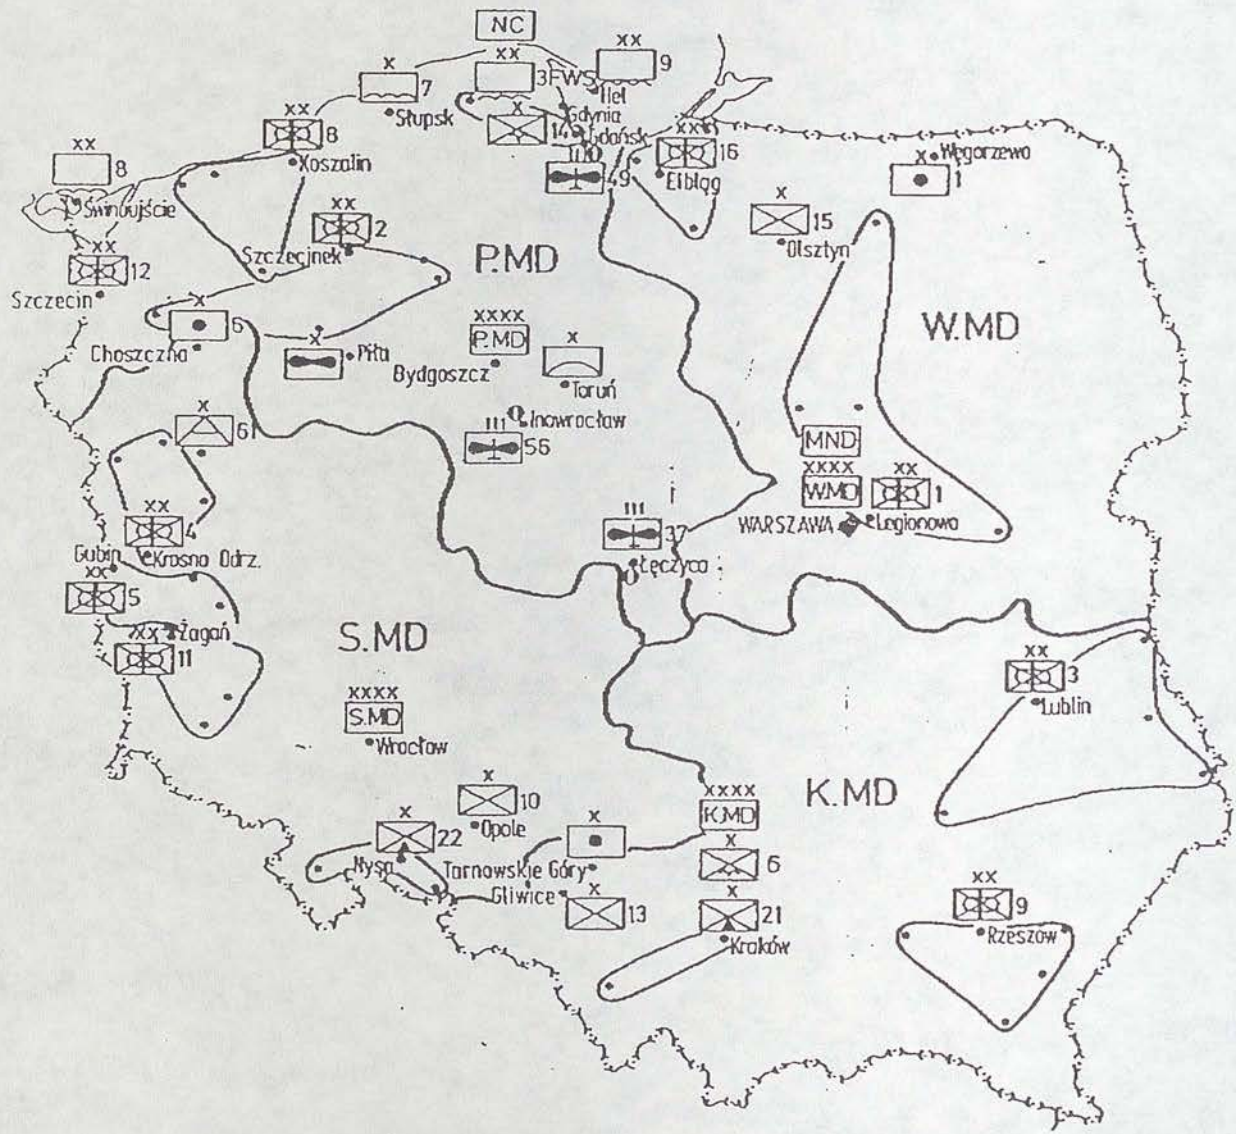 NC
XX
3FWS
XX
9
Hel
X
7
Słupsk
Gdynia
Gdańsk
X
14
XX
8
Koszalin
XX
8
Świnoujście
III
49
XX
16
Elbląg
Węgorzewo
X
1
X
15
Olsztyn
XX
2
Szczecinek
P.MD
XX
12
Szczecin
X
6
Choszczna
X
Piła
XXXX
P.MD
Bydgoszcz
X
Toruń
W.MD
Inowrocław
III
56
X
61
MND
XXXX
W.MD
XX
1
WARSZAWA
Legionowo
XX
4
Krosno Odrz.
Gubin
III
37
Łęczyca
XX
5
Żagań
XX
11
S.MD
XXXX
S.MD
Wrocław
XX
3
Lublin
K.MD
X
10
Opole
X
22
Nysa
X
Tarnowskie Góry
Gliwice
13
XXXX
K.MD
X
6
X
21
Kraków
XX
9
Rzeszów